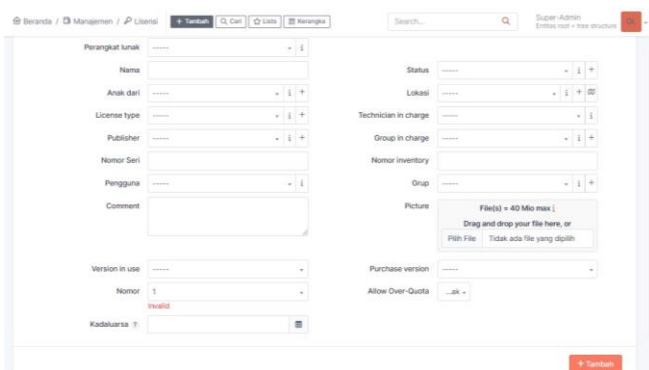 Beranda / Manajemen / Lisensi + Tambah Cari Lists Kerangka Search... Super-Admin
Entitas root > tree structure
Perangkat lunak ----- i
Nama Status ----- i +
Anak dari ----- i + Lokasi ----- i +
License type ----- i + Technician in charge ----- i
Publisher ----- i + Group in charge ----- i +
Nomor Seri Nomor inventory
Pengguna ----- i Grup ----- i +
Comment Picture File(s) = 40 Mio max i
Drag and drop your file here, or
Pilih File Tidak ada file yang dipilih
Version in use ----- Purchase version -----
Nomor 1 Allow Over-Quota ...ak
Invalid
Kadaluarsa ?
+ Tambah